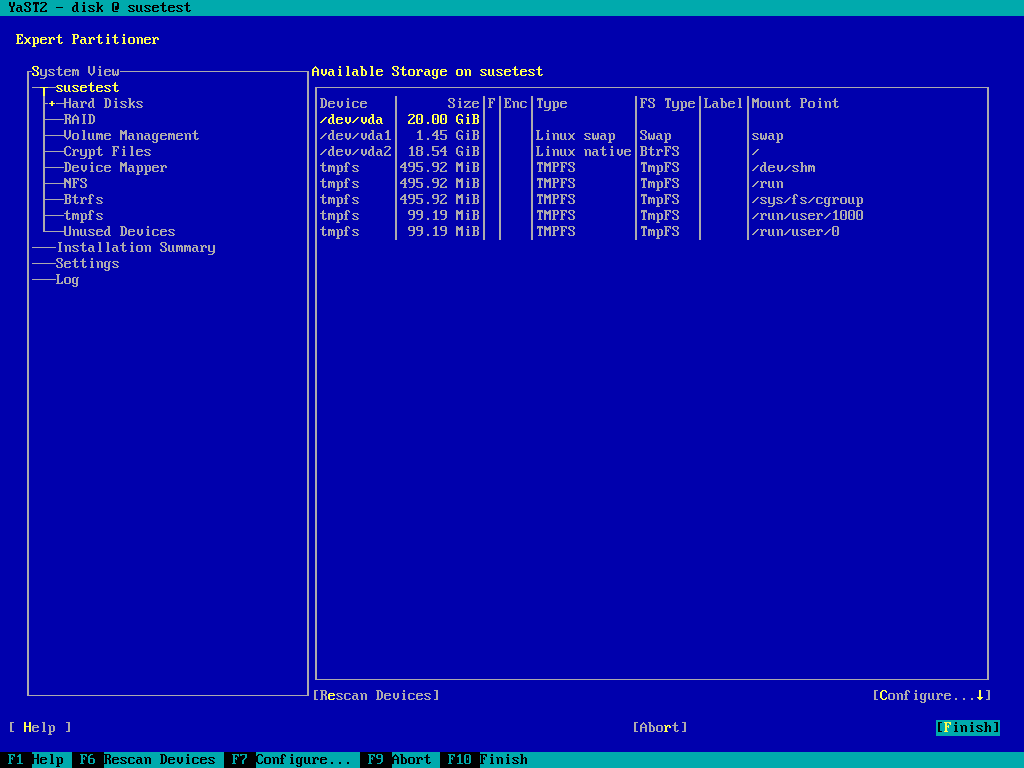 YaST2 - disk @ susetest
Expert Partitioner
System View
susetest
+Hard Disks
RAID
Volume Management
Crypt Files
Device Mapper
NFS
Btrfs
tmpfs
Unused Devices
Installation Summary
Settings
Log
Available Storage on susetest
Device | Size|F|Enc|Type |FS Type|Label|Mount Point
/dev/vda | 20.00 GiB| | | | | |
/dev/vda1| 1.45 GiB| | |Linux swap |Swap | |swap
/dev/vda2| 18.54 GiB| | |Linux native|BtrFS | |/
tmpfs |495.92 MiB| | |TMPFS |TmpFS | |/dev/shm
tmpfs |495.92 MiB| | |TMPFS |TmpFS | |/run
tmpfs |495.92 MiB| | |TMPFS |TmpFS | |/sys/fs/cgroup
tmpfs | 99.19 MiB| | |TMPFS |TmpFS | |/run/user/1000
tmpfs | 99.19 MiB| | |TMPFS |TmpFS | |/run/user/0
[Rescan Devices] [Configure...↓]
[ Help ] [Abort] [Finish]
F1 Help F6 Rescan Devices F7 Configure... F9 Abort F10 Finish